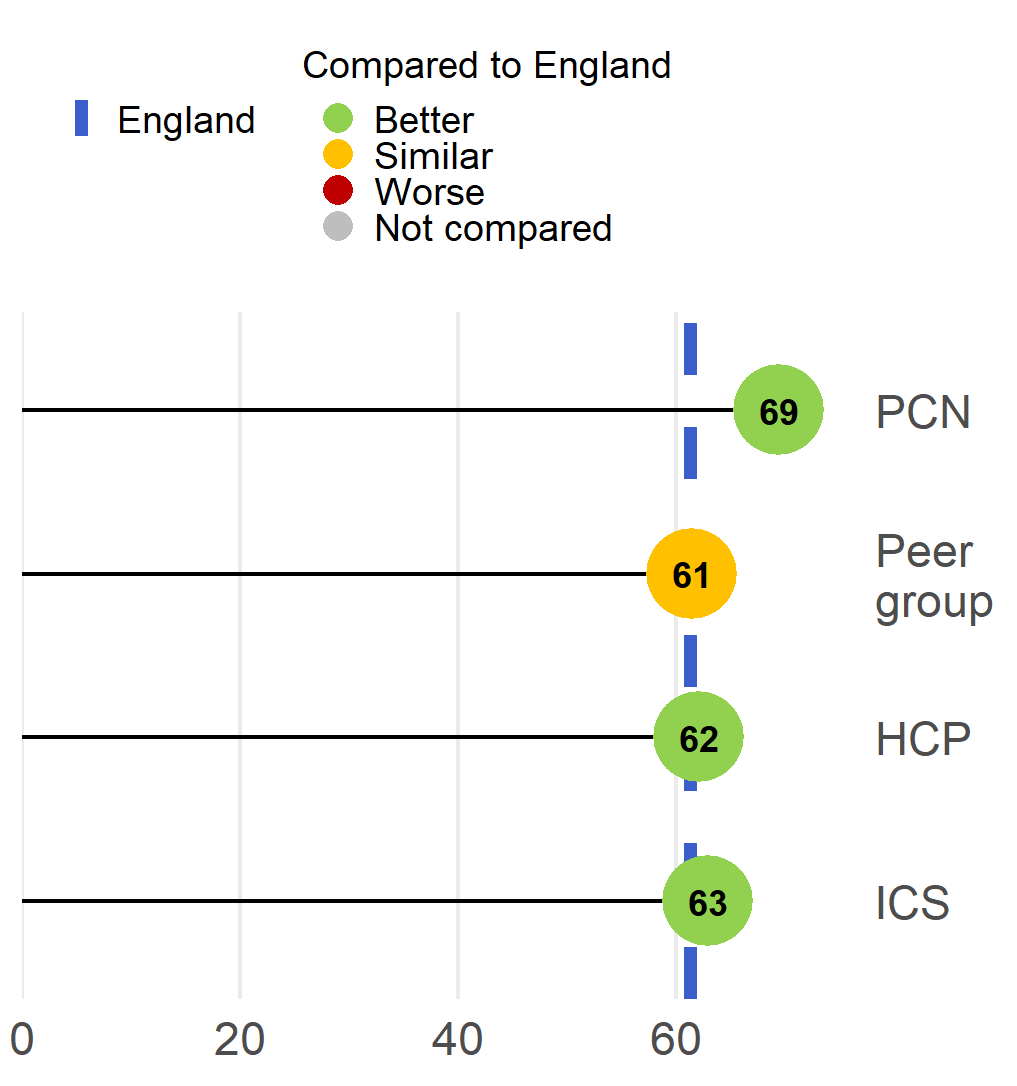 Compared to England
England
Better
Similar
Worse
Not compared
69
PCN
61
Peer
group
62
HCP
63
ICS
0 20 40 60